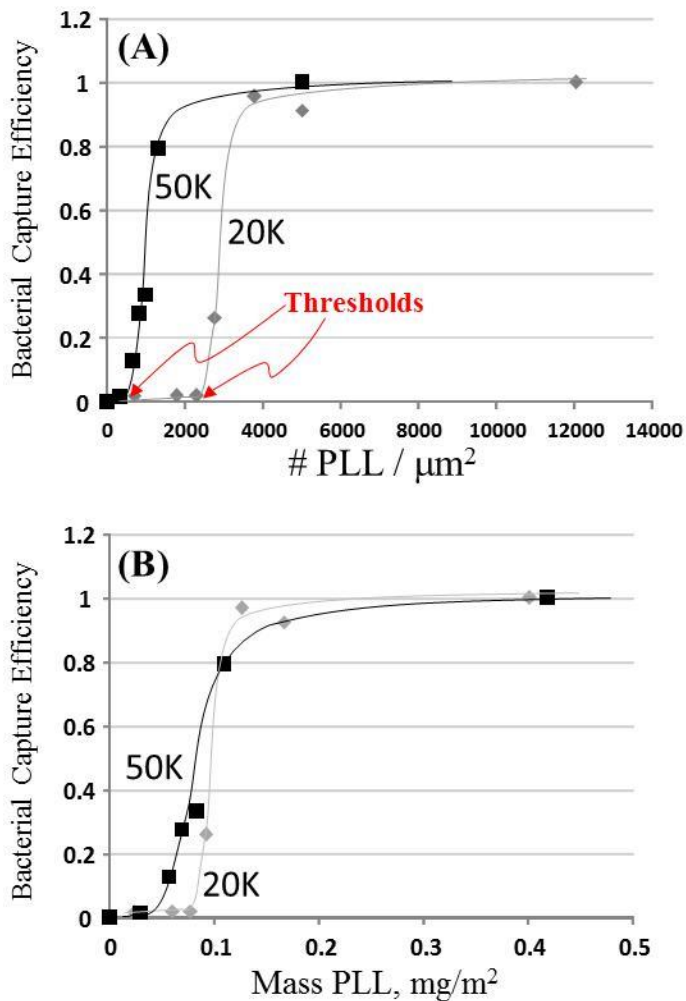 (A)
Bacterial Capture Efficiency
1.2
1
0.8
0.6
0.4
0.2
0
50K
20K
Thresholds
0 2000 4000 6000 8000 10000 12000 14000
# PLL / μm²
(B)
Bacterial Capture Efficiency
1.2
1
0.8
0.6
0.4
0.2
0
50K
20K
0 0.1 0.2 0.3 0.4 0.5
Mass PLL, mg/m²